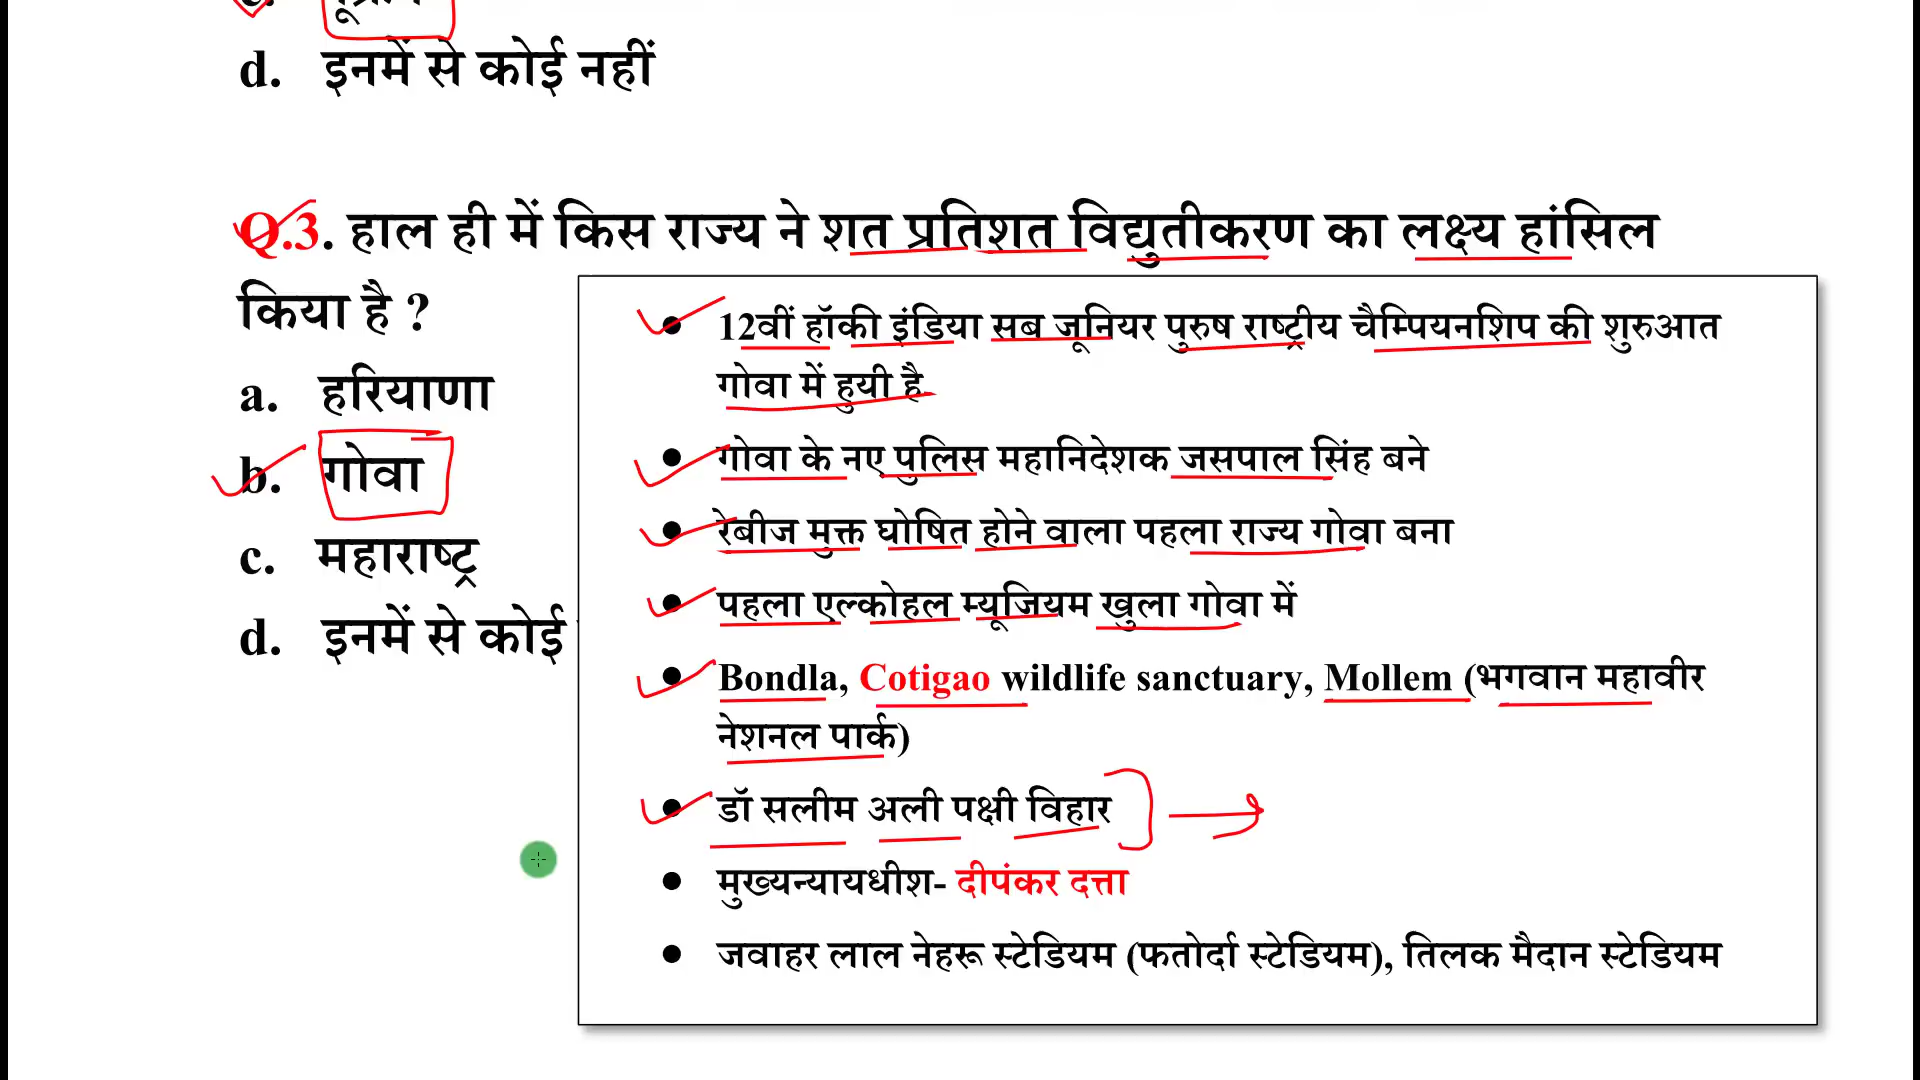 d. इनमें से कोई नहीं
Q.3. हाल ही में किस राज्य ने शत प्रतिशत विद्युतीकरण का लक्ष्य हांसिल
किया है ?
a. हरियाणा
b. गोवा
c. महाराष्ट्र
d. इनमें से कोई
● 12वीं हॉकी इंडिया सब जूनियर पुरुष राष्ट्रीय चैम्पियनशिप की शुरुआत
गोवा में हुयी है
● गोवा के नए पुलिस महानिदेशक जसपाल सिंह बने
● रेबीज मुक्त घोषित होने वाला पहला राज्य गोवा बना
● पहला एल्कोहल म्यूजियम खुला गोवा में
● Bondla, Cotigao wildlife sanctuary, Mollem (भगवान महावीर
नेशनल पार्क)
● डॉ सलीम अली पक्षी विहार
● मुख्यन्यायधीश- दीपंकर दत्ता
● जवाहर लाल नेहरू स्टेडियम (फतोर्दा स्टेडियम), तिलक मैदान स्टेडियम